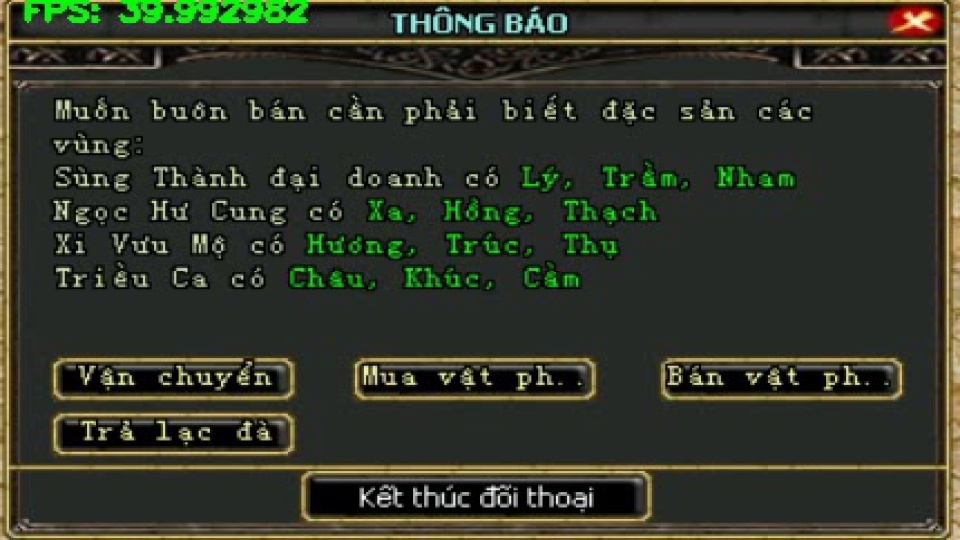 FPS: 39.992982
THÔNG BÁO
Muốn buôn bán cần phải biết đặc sản các
vùng:
Sùng Thành đại doanh có Lý, Trầm, Nham
Ngọc Hư Cung có Xa, Hồng, Thạch
Xi Vưu Mộ có Hương, Trúc, Thụ
Triều Ca có Châu, Khúc, Cầm
Vận chuyển Mua vật ph.. Bán vật ph..
Trả lạc đà
Kết thúc đối thoại